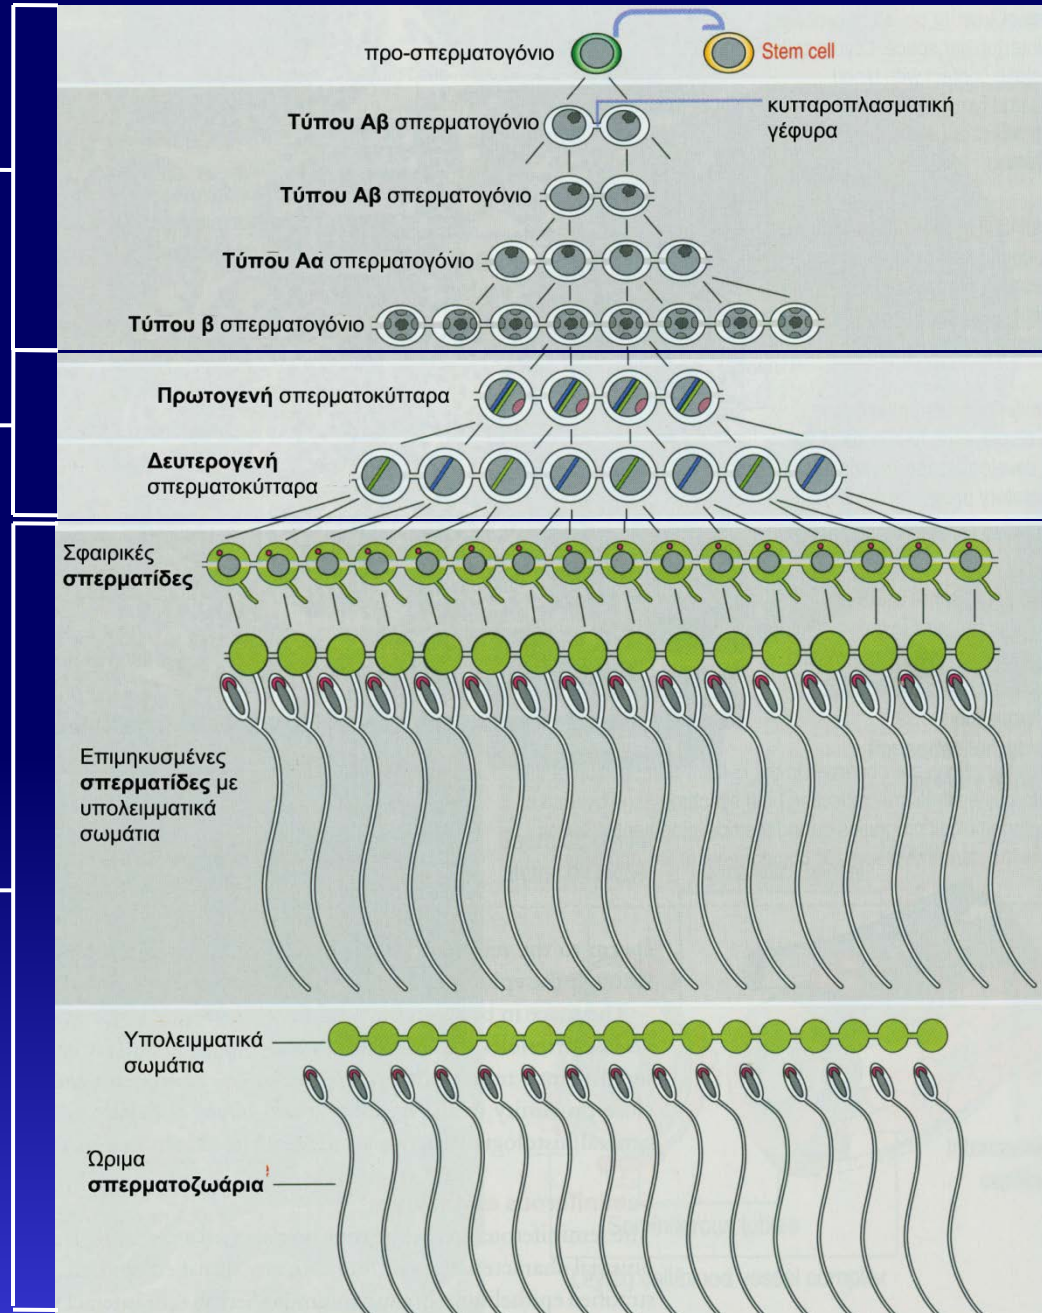 προ-σπερματογόνιο
Stem cell
κυτταροπλασματική
γέφυρα
Τύπου Αβ σπερματογόνιο
Τύπου Αβ σπερματογόνιο
Τύπου Αα σπερματογόνιο
Τύπου β σπερματογόνιο
Πρωτογενή σπερματοκύτταρα
Δευτερογενή
σπερματοκύτταρα
Σφαιρικές
σπερματίδες
Επιμηκυσμένες
σπερματίδες με
υπολειμματικά
σωμάτια
Υπολειμματικά
σωμάτια
Ώριμα
σπερματοζωάρια